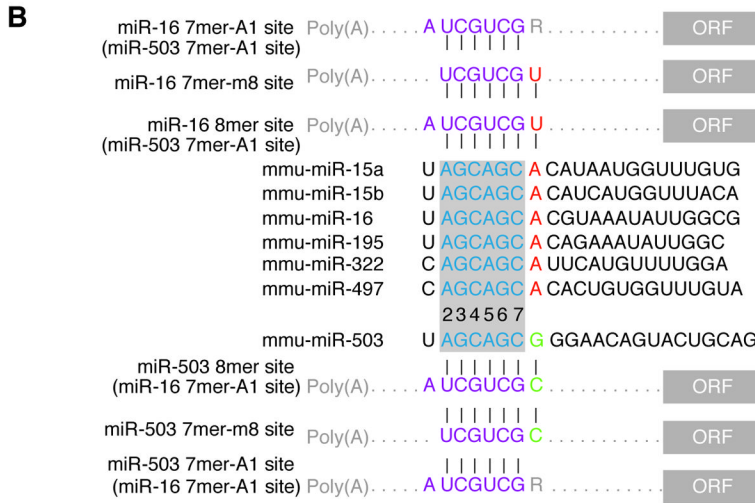 B
miR-16 7mer-A1 site Poly(A)..... A UCGUCG R ........... ORF
(miR-503 7mer-A1 site)
miR-16 7mer-m8 site Poly(A)..... UCGUCG U ........... ORF
miR-16 8mer site Poly(A)..... A UCGUCG U ........... ORF
(miR-503 7mer-A1 site)
mmu-miR-15a U AGCAGC A CAUAAUGGUUUGUG
mmu-miR-15b U AGCAGC A CAUCAUGGUUUACA
mmu-miR-16 U AGCAGC A CGUAAAUAUUGGCG
mmu-miR-195 U AGCAGC A CAGAAAUAUUGGC
mmu-miR-322 C AGCAGC A UUCAUGUUUUGGA
mmu-miR-497 C AGCAGC A CACUGUGGUUUGUA
234567
mmu-miR-503 U AGCAGC G GGAACAGUACUGCAG
miR-503 8mer site
(miR-16 7mer-A1 site) Poly(A)..... A UCGUCG C ........... ORF
miR-503 7mer-m8 site Poly(A)..... UCGUCG C ........... ORF
miR-503 7mer-A1 site
(miR-16 7mer-A1 site) Poly(A)..... A UCGUCG R ........... ORF